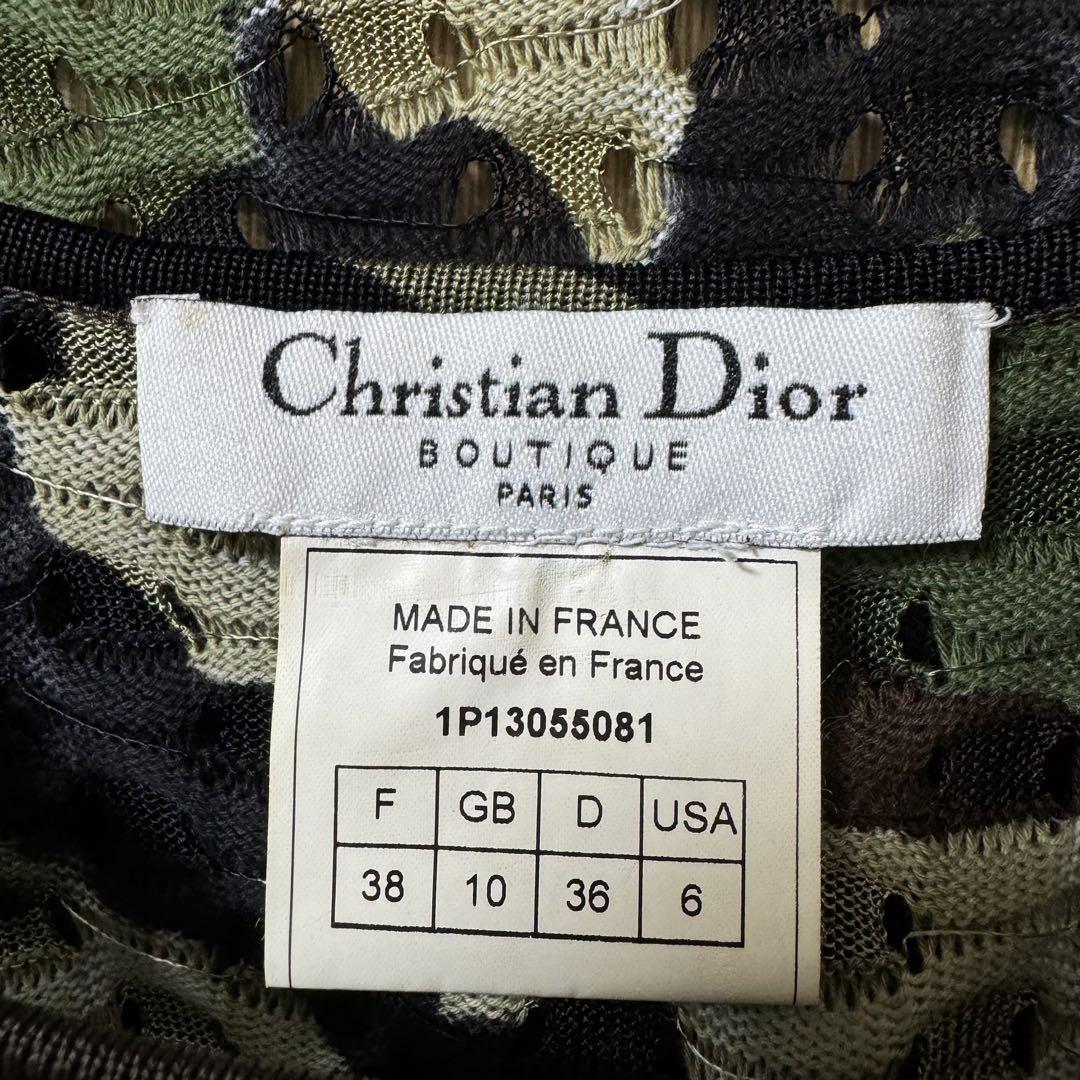 Christian Dior
BOUTIQUE
PARIS
MADE IN FRANCE
Fabriqué en France
1P13055081
F GB D USA
38 10 36 6